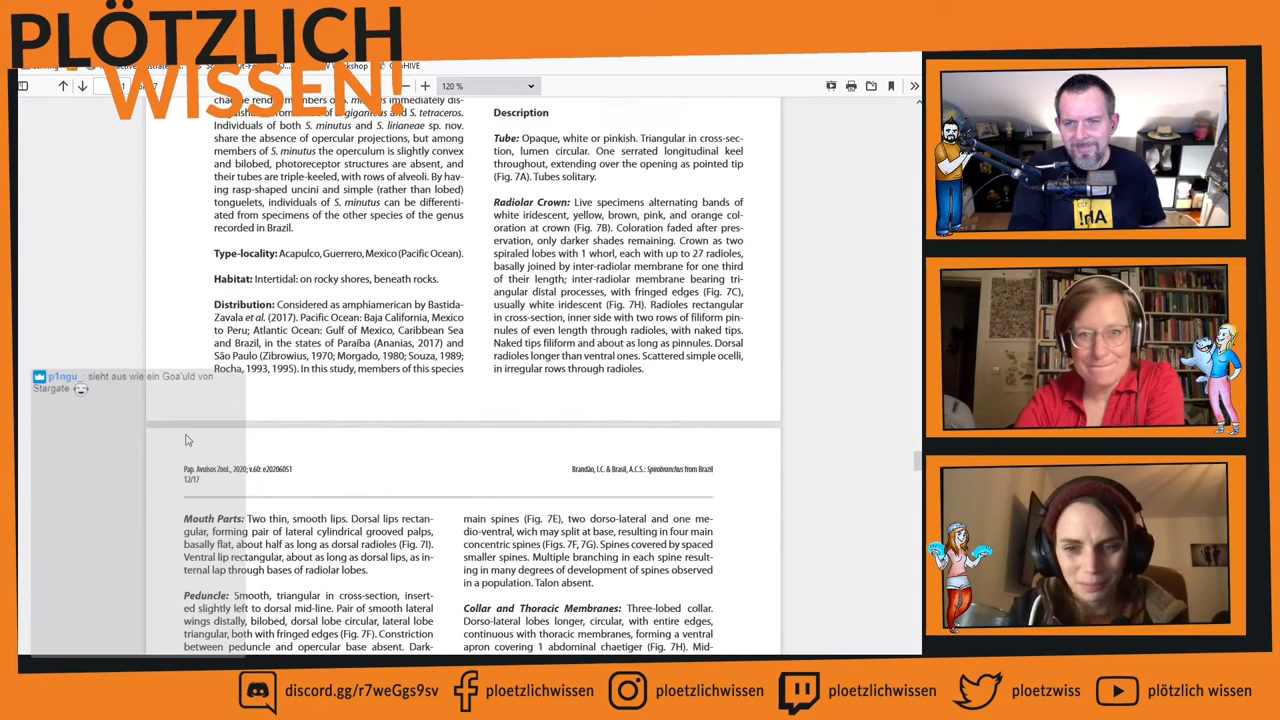 PLÖTZLICH
WISSEN!
120 %
guished from those of S. giganteus and S. tetraceros.
Individuals of both S. minutus and S. lirianeae sp. nov.
share the absence of opercular projections, but among
members of S. minutus the operculum is slightly convex
and bilobed, photoreceptor structures are absent, and
their tubes are triple-keeled, with rows of alveoli. By hav-
ing rasp-shaped uncini and simple (rather than lobed)
tonguelets, individuals of S. minutus can be differenti-
ated from specimens of the other species of the genus
recorded in Brazil.
Type-locality: Acapulco, Guerrero, Mexico (Pacific Ocean).
Habitat: Intertidal: on rocky shores, beneath rocks.
Distribution: Considered as amphiamerican by Bastida-
Zavala et al. (2017). Pacific Ocean: Baja California, Mexico
to Peru; Atlantic Ocean: Gulf of Mexico, Caribbean Sea
and Brazil, in the states of Paraíba (Ananias, 2017) and
São Paulo (Zibrowius, 1970; Morgado, 1980; Souza, 1989;
Rocha, 1993, 1995). In this study, members of this species
Description
Tube: Opaque, white or pinkish. Triangular in cross-sec-
tion, lumen circular. One serrated longitudinal keel
throughout, extending over the opening as pointed tip
(Fig. 7A). Tubes solitary.
Radiolar Crown: Live specimens alternating bands of
white iridescent, yellow, brown, pink, and orange col-
oration at crown (Fig. 7B). Coloration faded after pres-
ervation, only darker shades remaining. Crown as two
spiraled lobes with 1 whorl, each with up to 27 radioles,
basally joined by inter-radiolar membrane for one third
of their length; inter-radiolar membrane bearing tri-
angular distal processes, with fringed edges (Fig. 7C),
usually white iridescent (Fig. 7H). Radioles rectangular
in cross-section, inner side with two rows of filiform pin-
nules of even length through radioles, with naked tips.
Naked tips filiform and about as long as pinnules. Dorsal
radioles longer than ventral ones. Scattered simple ocelli,
in irregular rows through radioles.
p1ngu : sieht aus wie ein Goa'uld von
Stargate
Pap. Avulsos Zool., 2020; v.60: e20206051
12/17
Brandão, I.C. & Brasil, A.C.S.: Spirobranchus from Brazil
Mouth Parts: Two thin, smooth lips. Dorsal lips rectan-
gular, forming pair of lateral cylindrical grooved palps,
basally flat, about half as long as dorsal radioles (Fig. 7I).
Ventral lip rectangular, about as long as dorsal lips, as in-
ternal lap through bases of radiolar lobes.
Peduncle: Smooth, triangular in cross-section, insert-
ed slightly left to dorsal mid-line. Pair of smooth lateral
wings distally, bilobed, dorsal lobe circular, lateral lobe
triangular, both with fringed edges (Fig. 7F). Constriction
between peduncle and opercular base absent. Dark-
main spines (Fig. 7E), two dorso-lateral and one me-
dio-ventral, wich may split at base, resulting in four main
concentric spines (Figs. 7F, 7G). Spines covered by spaced
smaller spines. Multiple branching in each spine result-
ing in many degrees of development of spines observed
in a population. Talon absent.
Collar and Thoracic Membranes: Three-lobed collar.
Dorso-lateral lobes longer, circular, with entire edges,
continuous with thoracic membranes, forming a ventral
apron covering 1 abdominal chaetiger (Fig. 7H). Mid-
discord.gg/r7weGgs9sv
ploetzlichwissen
ploetzlichwissen
ploetzlichwissen
ploetzwiss
plötzlich wissen